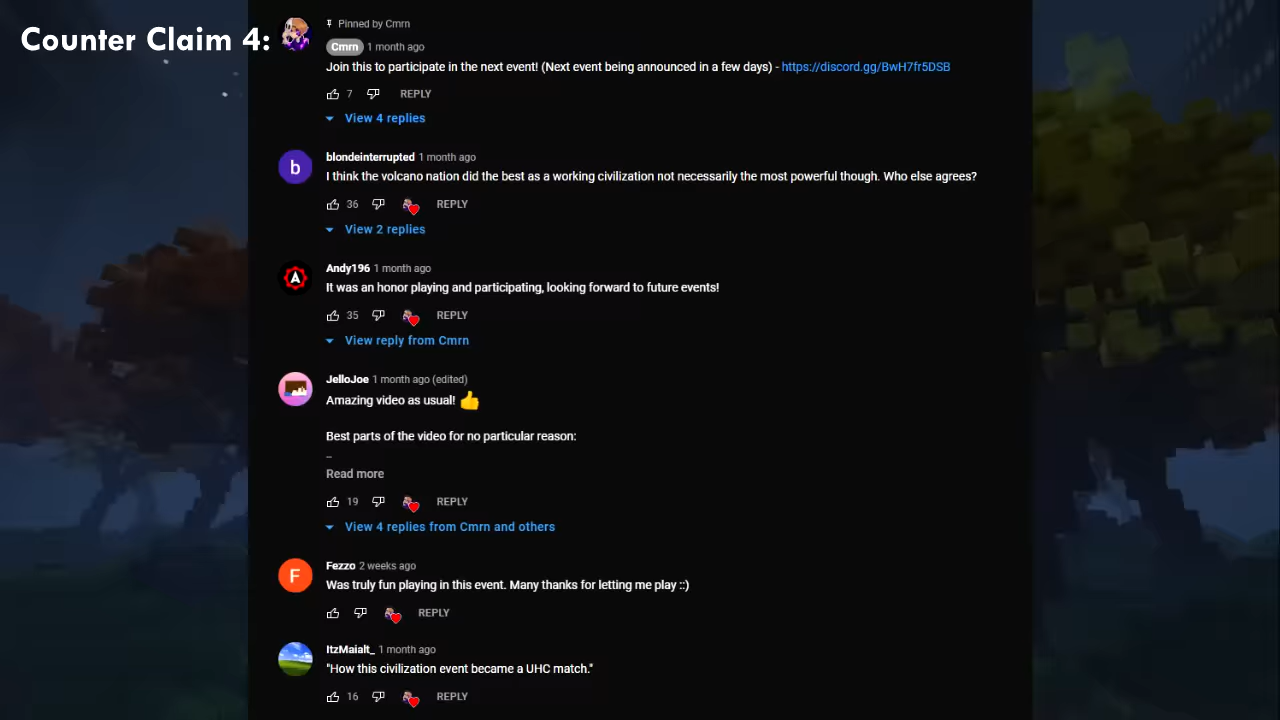 Counter Claim 4:
Pinned by Cmrn
Cmrn 1 month ago
Join this to participate in the next event! (Next event being announced in a few days) - https://discord.gg/BwH7fr5DSB
7 REPLY
View 4 replies
b
blondeinterrupted 1 month ago
I think the volcano nation did the best as a working civilization not necessarily the most powerful though. Who else agrees?
36 REPLY
View 2 replies
A
Andy196 1 month ago
It was an honor playing and participating, looking forward to future events!
35 REPLY
View reply from Cmrn
JelloJoe 1 month ago (edited)
Amazing video as usual! 👍
Best parts of the video for no particular reason:
..
Read more
19 REPLY
View 4 replies from Cmrn and others
F
Fezzo 2 weeks ago
Was truly fun playing in this event. Many thanks for letting me play ::)
REPLY
ItzMaialt_ 1 month ago
"How this civilization event became a UHC match."
16 REPLY